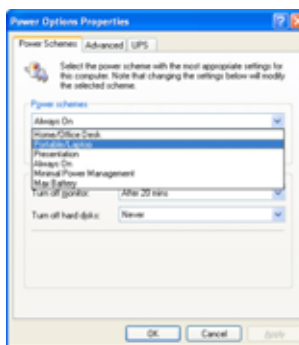 Power Options Properties
Power Schemes Advanced UPS
Select the power scheme with the most appropriate settings for
this computer. Note that changing the settings below will modify
the selected scheme.
Power schemes
Always On
Home/Office Desk
Portable/Laptop
Presentation
Always On
Minimal Power Management
Max Battery
Turn off monitor: After 20 mins
Turn off hard disks: Never
OK Cancel Apply